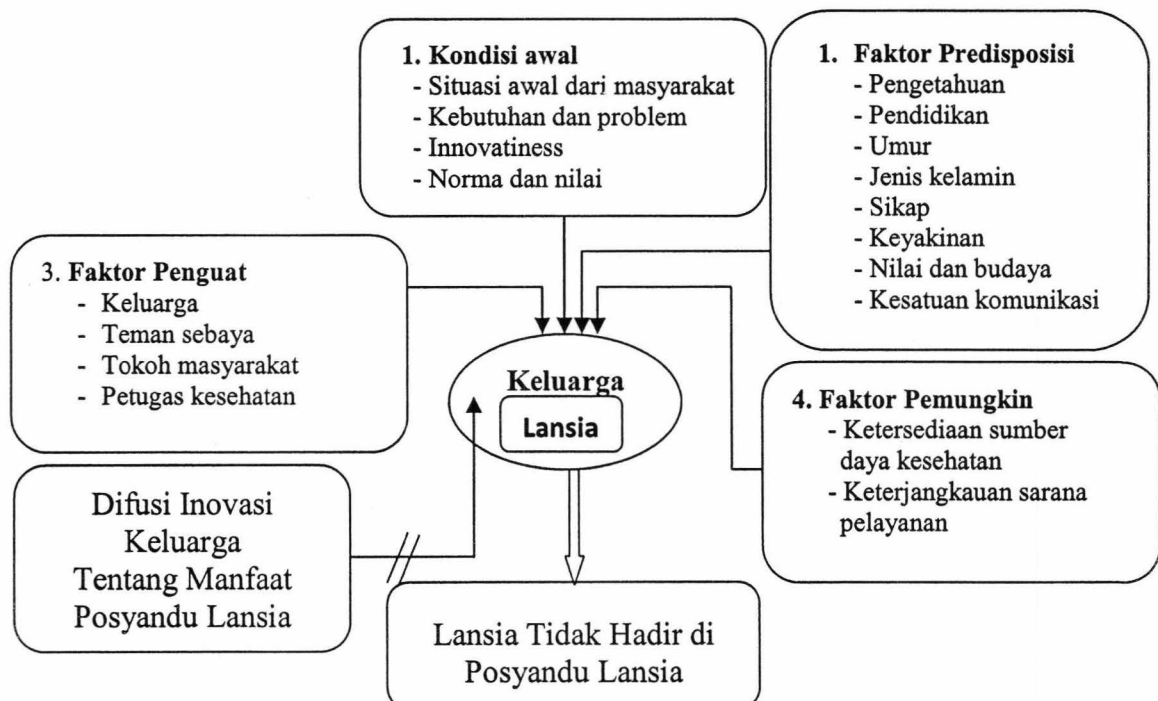 1. Kondisi awal
- Situasi awal dari masyarakat
- Kebutuhan dan problem
- Innovatiness
- Norma dan nilai
1. Faktor Predisposisi
- Pengetahuan
- Pendidikan
- Umur
- Jenis kelamin
- Sikap
- Keyakinan
- Nilai dan budaya
- Kesatuan komunikasi
3. Faktor Penguat
- Keluarga
- Teman sebaya
- Tokoh masyarakat
- Petugas kesehatan
Keluarga
Lansia
4. Faktor Pemungkin
- Ketersediaan sumber
daya kesehatan
- Keterjangkauan sarana
pelayanan
Difusi Inovasi
Keluarga
Tentang Manfaat
Posyandu Lansia
Lansia Tidak Hadir di
Posyandu Lansia